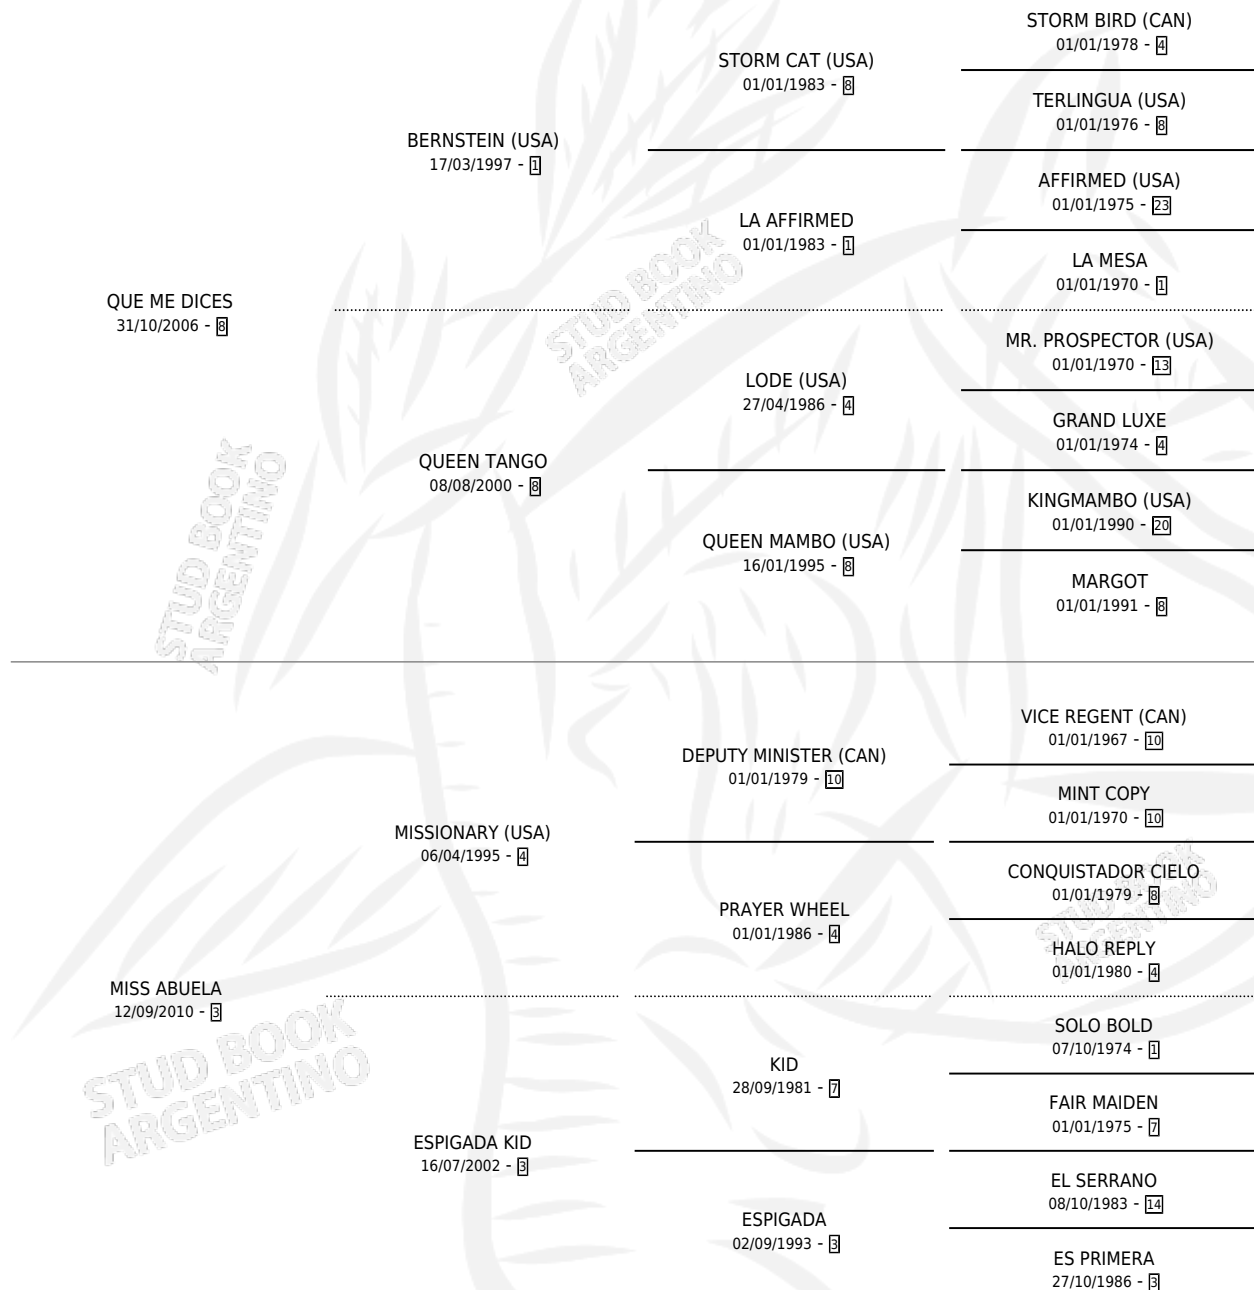 STORM BIRD (CAN)
01/01/1978 - 4
STORM CAT (USA)
01/01/1983 - 8
TERLINGUA (USA)
01/01/1976 - 8
BERNSTEIN (USA)
17/03/1997 - 1
AFFIRMED (USA)
01/01/1975 - 23
LA AFFIRMED
01/01/1983 - 1
LA MESA
01/01/1970 - 1
QUE ME DICES
31/10/2006 - 8
MR. PROSPECTOR (USA)
01/01/1970 - 13
LODE (USA)
27/04/1986 - 4
GRAND LUXE
01/01/1974 - 4
QUEEN TANGO
08/08/2000 - 8
KINGMAMBO (USA)
01/01/1990 - 20
QUEEN MAMBO (USA)
16/01/1995 - 8
MARGOT
01/01/1991 - 8
VICE REGENT (CAN)
01/01/1967 - 10
DEPUTY MINISTER (CAN)
01/01/1979 - 10
MINT COPY
01/01/1970 - 10
MISSIONARY (USA)
06/04/1995 - 4
CONQUISTADOR CIELO
01/01/1979 - 8
PRAYER WHEEL
01/01/1986 - 4
HALO REPLY
01/01/1980 - 4
MISS ABUELA
12/09/2010 - 3
SOLO BOLD
07/10/1974 - 1
KID
28/09/1981 - 7
FAIR MAIDEN
01/01/1975 - 7
ESPIGADA KID
16/07/2002 - 3
EL SERRANO
08/10/1983 - 14
ESPIGADA
02/09/1993 - 3
ES PRIMERA
27/10/1986 - 3
STUD BOOK
ARGENTINO
STUD BOOK
ARGENTINO
STUD BOOK
ARGENTINO
STUD BOOK
ARGENTINO